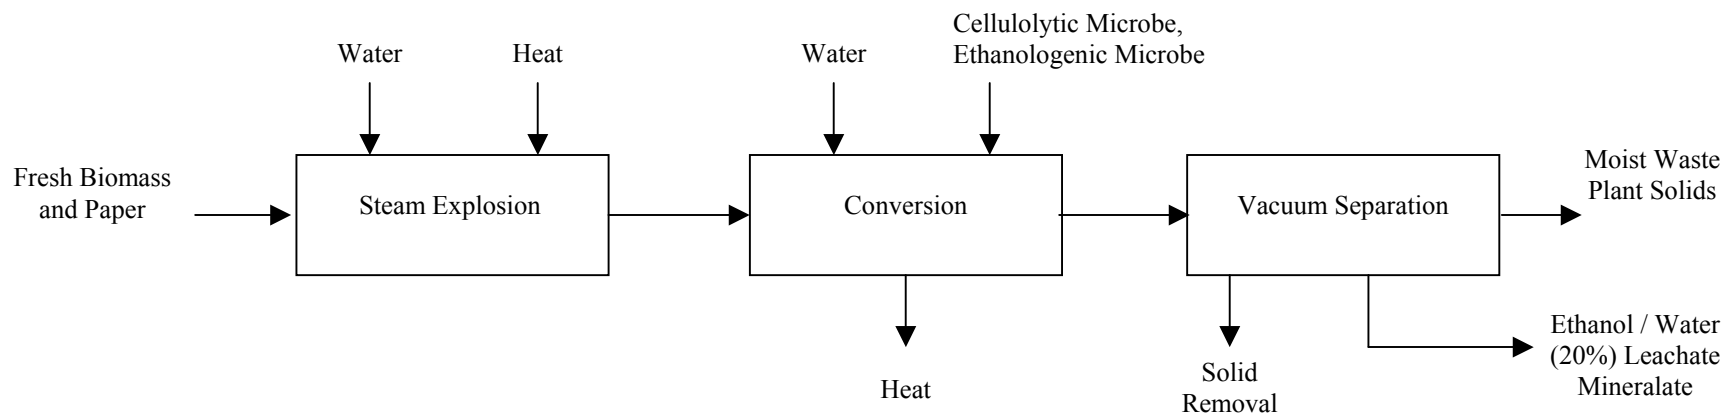 Cellulolytic Microbe,
Ethanologenic Microbe
Water
Heat
Water
Fresh Biomass
and Paper
Steam Explosion
Conversion
Vacuum Separation
Moist Waste
Plant Solids
Heat
Solid
Removal
Ethanol / Water
(20%) Leachate
Mineralate